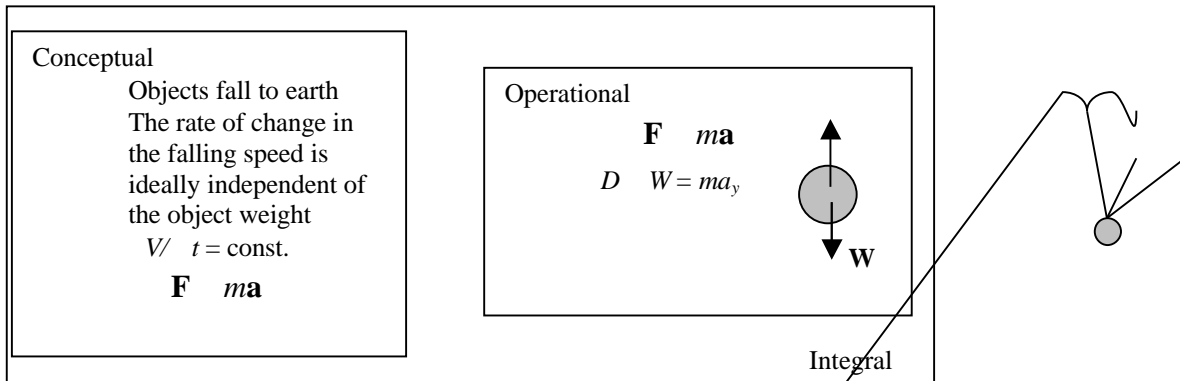 Conceptual
Objects fall to earth
The rate of change in
the falling speed is
ideally independent of
the object weight
V/ t = const.
F ma
Operational
F ma
D W = may
W
Integral